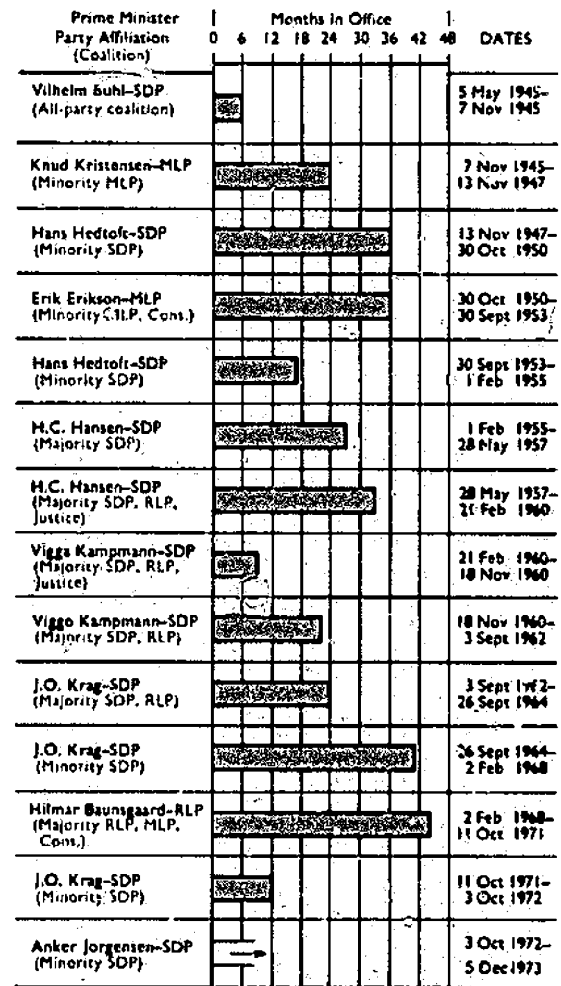 Prime Minister
Party Affiliation
(Coalition)
Months in Office
0 6 12 18 24 30 36 42 48
DATES
Vilhelm Buhl–SDP
(All-party coalition)
5 May 1945–
7 Nov 1945
Knud Kristensen–MLP
(Minority MLP)
7 Nov 1945–
13 Nov 1947
Hans Hedtoft–SDP
(Minority SDP)
13 Nov 1947–
30 Oct 1950
Erik Erikson–MLP
(Minority MLP, Cons.)
30 Oct 1950–
30 Sept 1953
Hans Hedtoft–SDP
(Minority SDP)
30 Sept 1953–
1 Feb 1955
H.C. Hansen–SDP
(Majority SDP)
1 Feb 1955–
28 May 1957
H.C. Hansen–SDP
(Majority SDP, RLP,
Justice)
28 May 1957–
21 Feb 1960
Viggo Kampmann–SDP
(Majority SDP, RLP,
Justice)
21 Feb 1960–
18 Nov 1960
Viggo Kampmann–SDP
(Majority SDP, RLP)
18 Nov 1960–
3 Sept 1962
J.O. Krag–SDP
(Majority SDP, RLP)
3 Sept 1962–
26 Sept 1964
J.O. Krag–SDP
(Minority SDP)
26 Sept 1964–
2 Feb 1968
Hilmar Baunsgaard–RLP
(Majority RLP, MLP,
Cons.)
2 Feb 1968–
11 Oct 1971
J.O. Krag–SDP
(Minority SDP)
11 Oct 1971–
3 Oct 1972
Anker Jorgensen–SDP
(Minority SDP)
3 Oct 1972–
5 Dec 1973